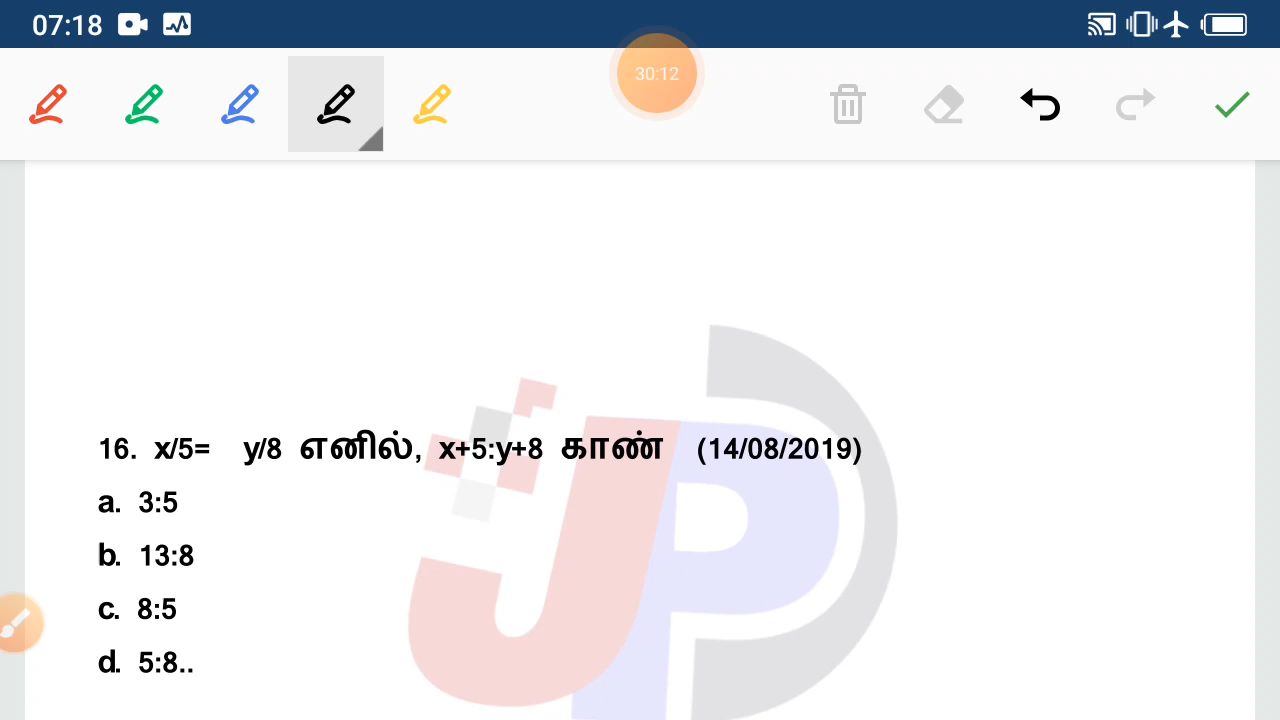 07:18
30:12
16. x/5= y/8 எனில், x+5:y+8 காண் (14/08/2019)
a. 3:5
b. 13:8
c. 8:5
d. 5:8..
JP